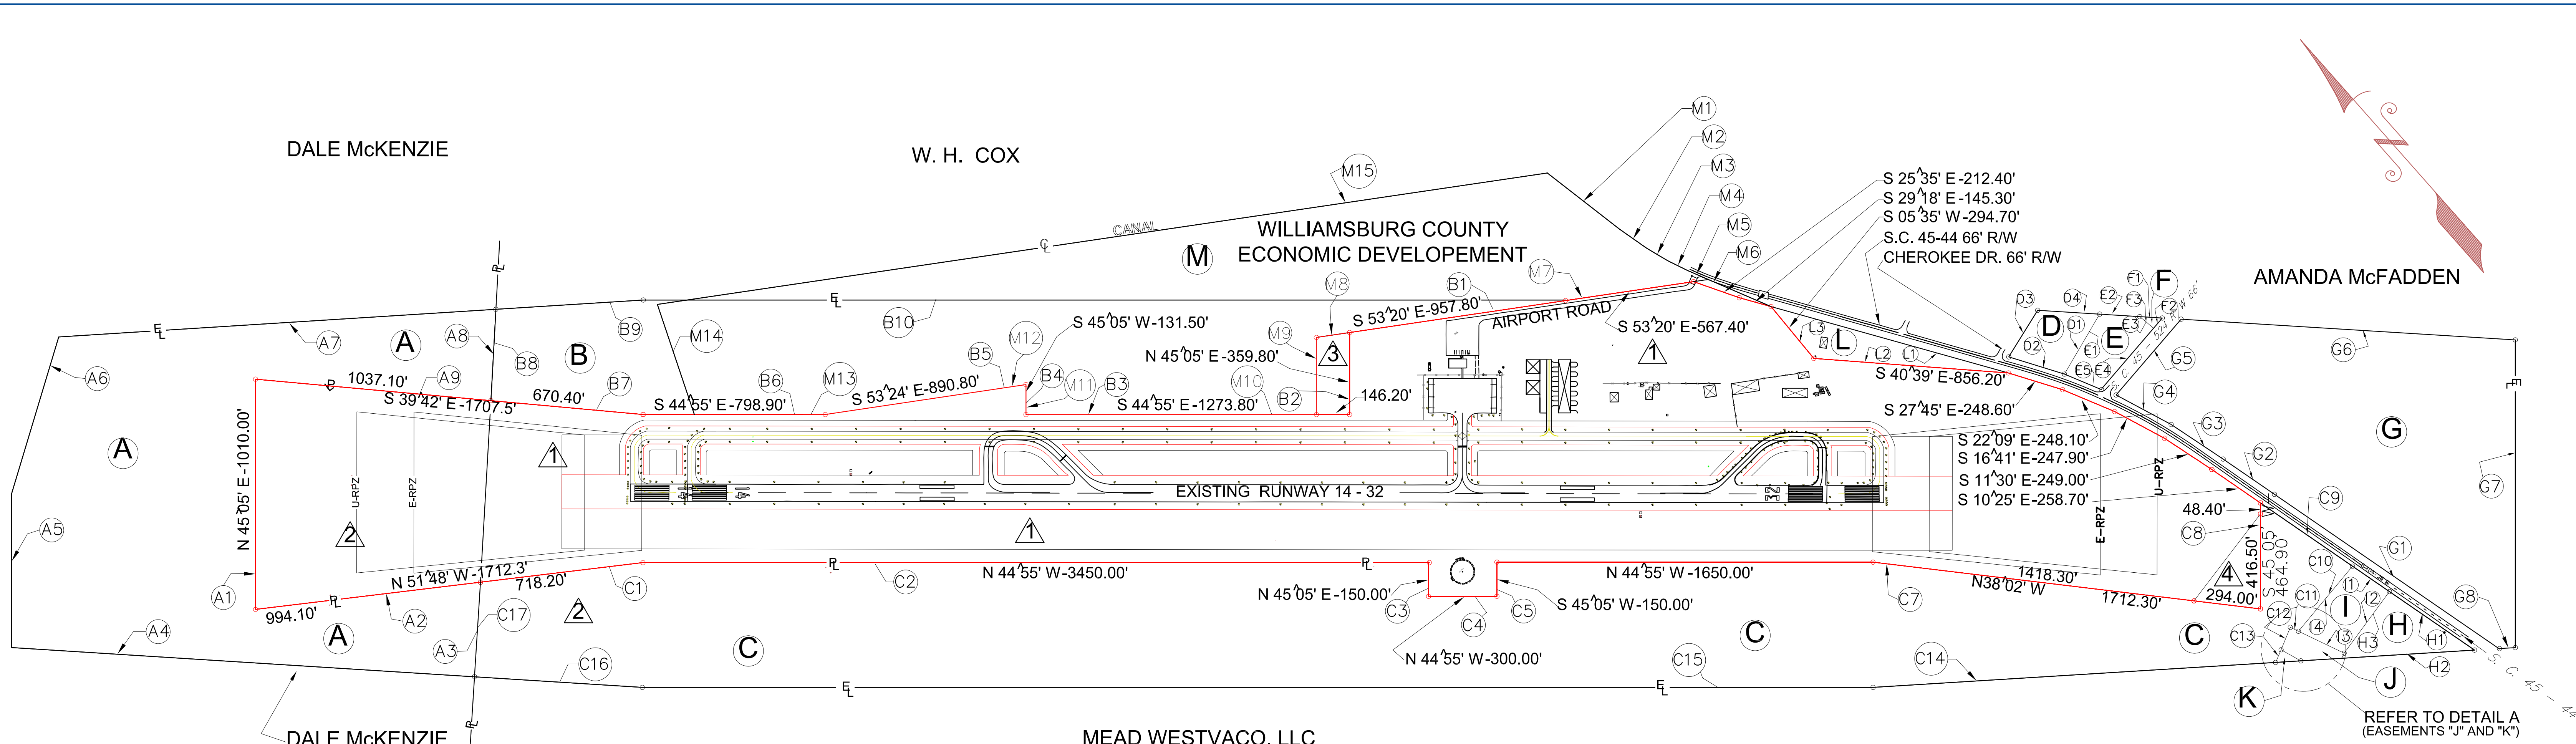 DALE McKENZIE
W. H. COX
M15
M1
M2
M3
M4
M5
M6
CANAL
C̵L
M
WILLIAMSBURG COUNTY
ECONOMIC DEVELOPEMENT
S 25^35' E-212.40'
S 29^18' E-145.30'
S 05^35' W-294.70'
S.C. 45-44 66' R/W
CHEROKEE DR. 66' R/W
AMANDA McFADDEN
M7
B1
M8
S 53^20' E-957.80'
AIRPORT ROAD
S 53^20' E-567.40'
M9
N 45^05' E-359.80'
3
146.20'
B2
M10
S 44^55' E-1273.80'
B3
M11
B4
M12
S 45^05' W-131.50'
B5
S 53^24' E-890.80'
M13
B6
S 44^55' E-798.90'
M14
B10
B9
B8
A8
A7
A6
A5
A4
A
B
A
A
1037.10'
A9
S 39^42' E-1707.5'
670.40'
B7
N 45^05' E-1010.00'
U-RPZ
E-RPZ
1
2
A1
994.10'
A2
N 51^48' W-1712.3'
718.20'
C1
A3
C17
2
C16
C
C2
N 44^55' W-3450.00'
EXISTING RUNWAY 14 - 32
1
N 45^05' E-150.00'
C3
C4
C5
S 45^05' W-150.00'
N 44^55' W-300.00'
N 44^55' W-1650.00'
C7
C15
C
C14
1418.30'
N38^02' W
1712.30'
294.00'
4
C
1
L
L3
L2
L1
S 40^39' E-856.20'
S 27^45' E-248.60'
S 22^09' E-248.10'
S 16^41' E-247.90'
S 11^30' E-249.00'
S 10^25' E-258.70'
U-RPZ
E-RPZ
48.40'
C8
416.50'
S 45.05'
464.90'
D3
D4
D
D1
D2
E2
F1
F3
F
F2
E3
E
E1
E5
E4
S. C. 45 - 524 R/W 66'
G5
G4
G3
G2
G1
G6
G
G7
G8
C9
C10
C11
C12
C13
I1
I2
I
I4
I3
H
H1
H3
H2
J
K
S. C. 45 - 44
REFER TO DETAIL A
(EASEMENTS "J" AND "K")
DALE McKENZIE
MEAD WESTVACO, LLC